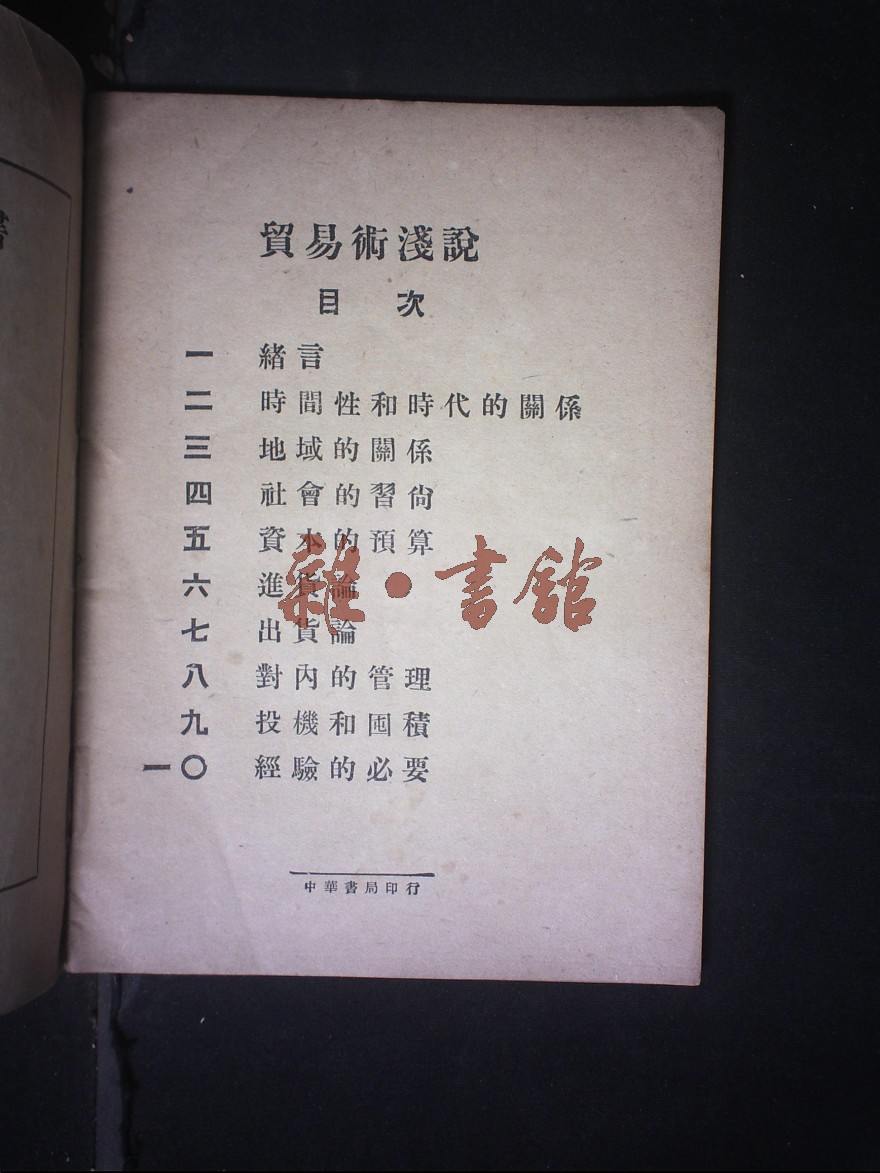 貿易術淺說
目次
一 緒言
二 時間性和時代的關係
三 地域的關係
四 社會的習尙
五 資本的預算
六 進貨論
七 出貨論
八 對內的管理
九 投機和囤積
一〇 經驗的必要
中華書局印行
雜·書館
書